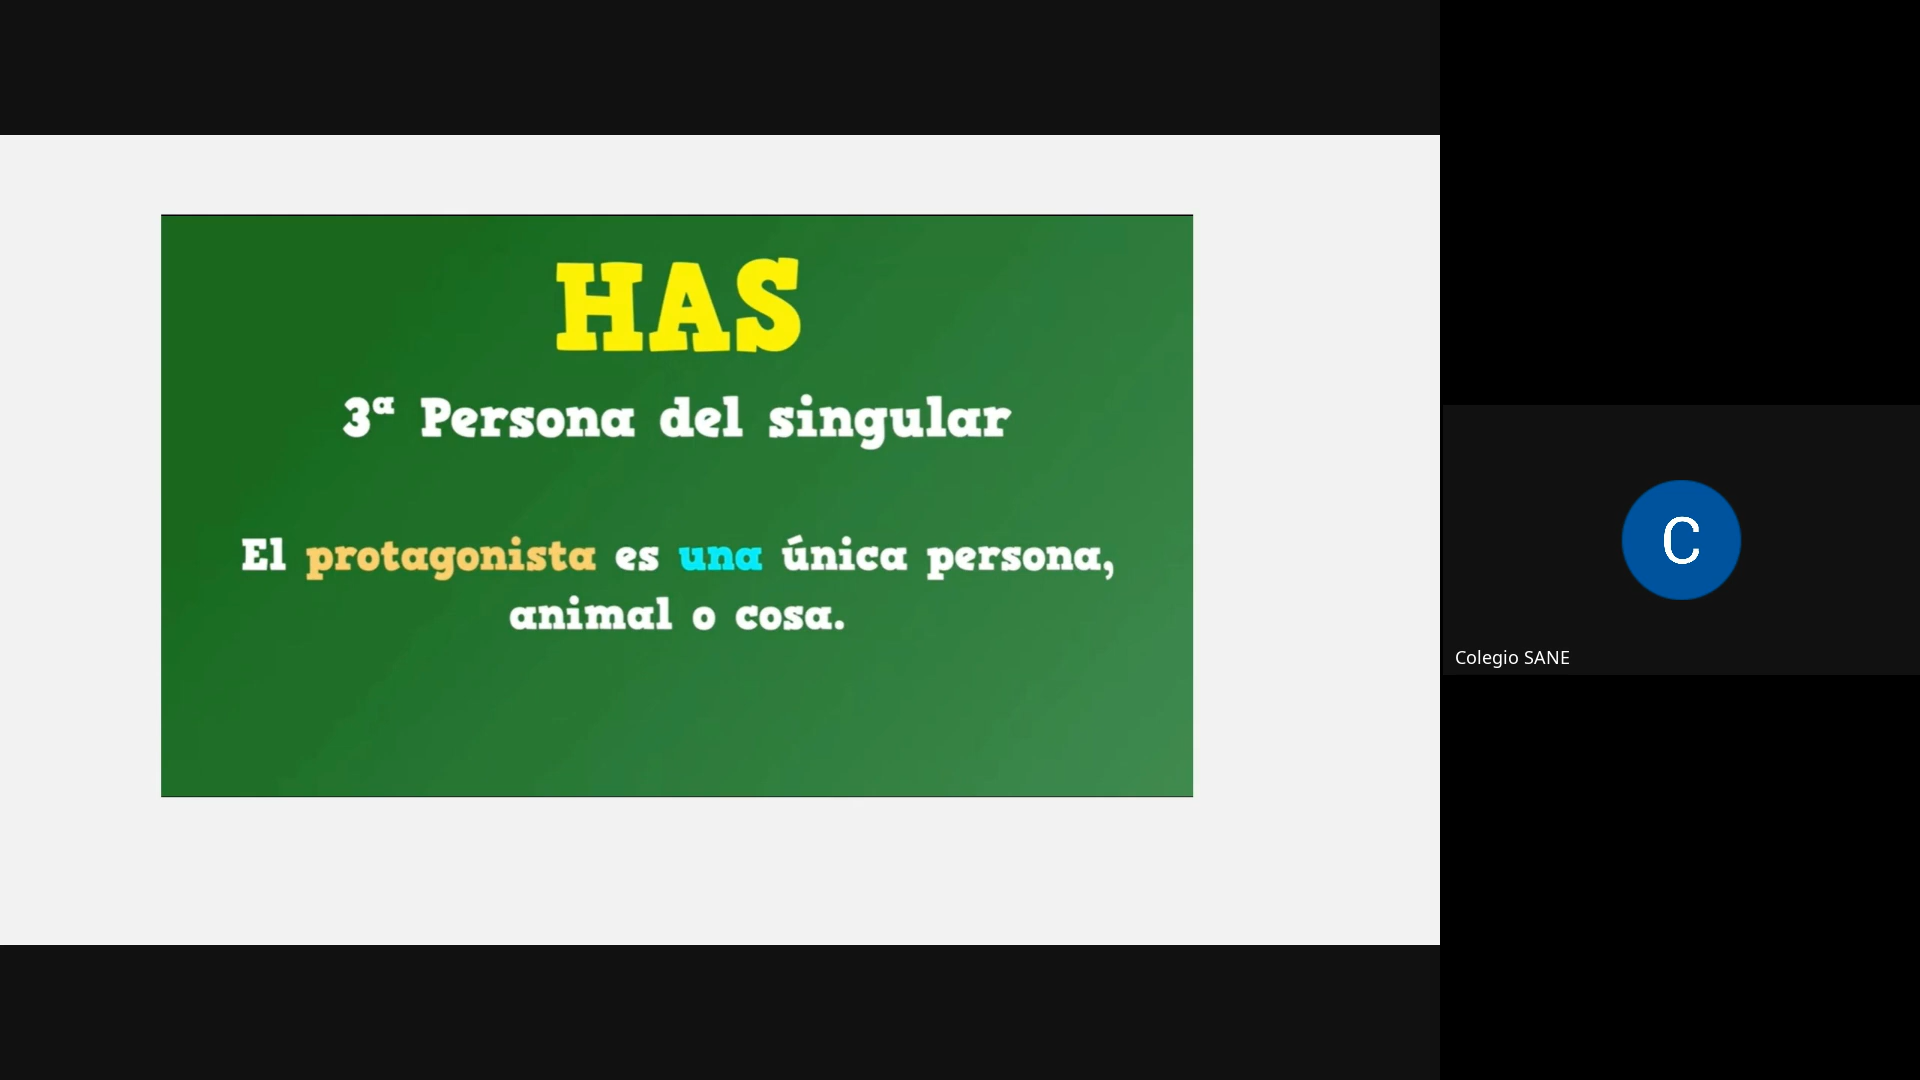 HAS
3ª Persona del singular
El protagonista es una única persona,
animal o cosa.
C
Colegio SANE